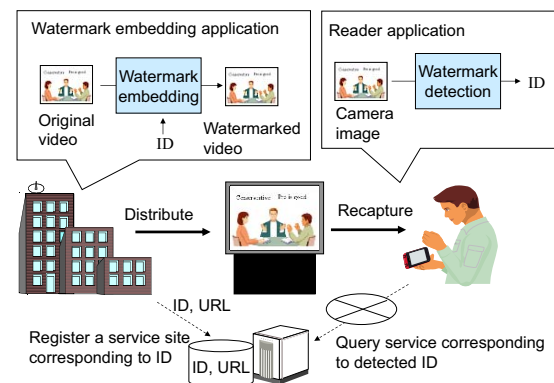 Watermark embedding application
Watermark
embedding
Original
video
ID
Watermarked
video
Reader application
Watermark
detection
ID
Camera
image
Distribute
Conservative
Recapture
ID, URL
Register a service site
corresponding to ID
ID, URL
Query service corresponding
to detected ID